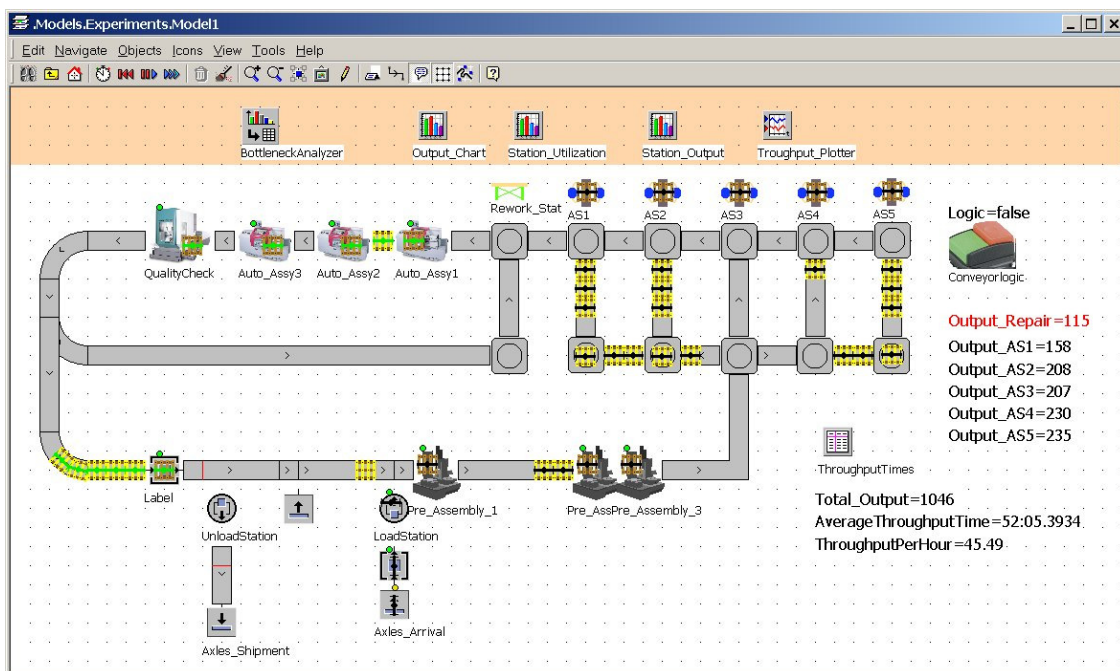 .Models.Experiments.Model1
Edit Navigate Objects Icons View Tools Help
BottleneckAnalyzer Output_Chart Station_Utilization Station_Output Troughput_Plotter
Rework_Stat AS1 AS2 AS3 AS4 AS5
Logic=false
QualityCheck Auto_Assy3 Auto_Assy2 Auto_Assy1
Conveyorlogic
Output_Repair=115
Output_AS1=158
Output_AS2=208
Output_AS3=207
Output_AS4=230
Output_AS5=235
ThroughputTimes
Label
Total_Output=1046
Pre_Assembly_1 Pre_Ass Pre_Assembly_3
AverageThroughputTime=52:05.3934
UnloadStation LoadStation
ThroughputPerHour=45.49
Axles_Arrival
Axles_Shipment